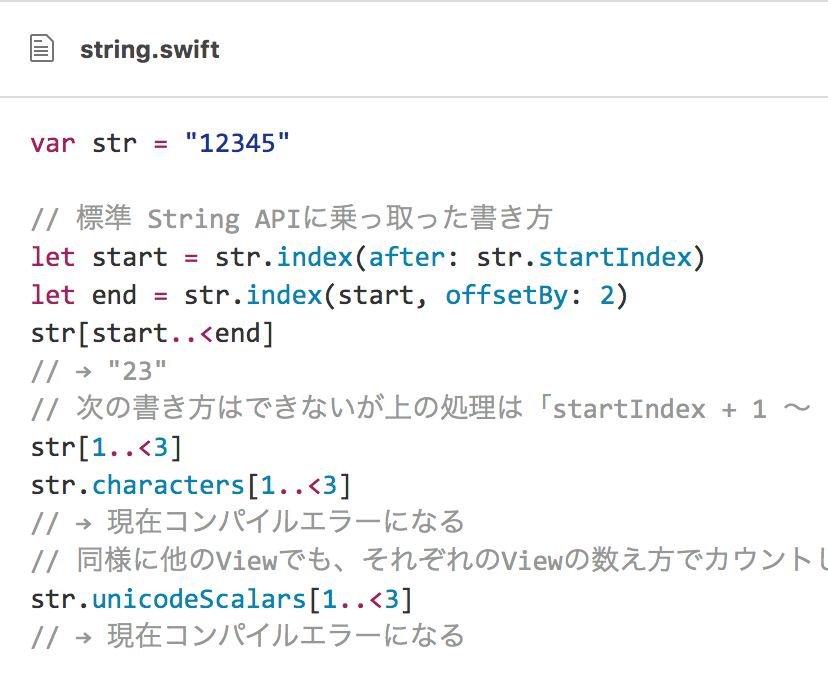 string.swift
var str = "12345"
// 標準 String APIに乗っ取った書き方
let start = str.index(after: str.startIndex)
let end = str.index(start, offsetBy: 2)
str[start..<end]
// → "23"
// 次の書き方はできないが上の処理は「startIndex + 1 〜
str[1..<3]
str.characters[1..<3]
// → 現在コンパイルエラーになる
// 同様に他のViewでも、それぞれのViewの数え方でカウントし
str.unicodeScalars[1..<3]
// → 現在コンパイルエラーになる